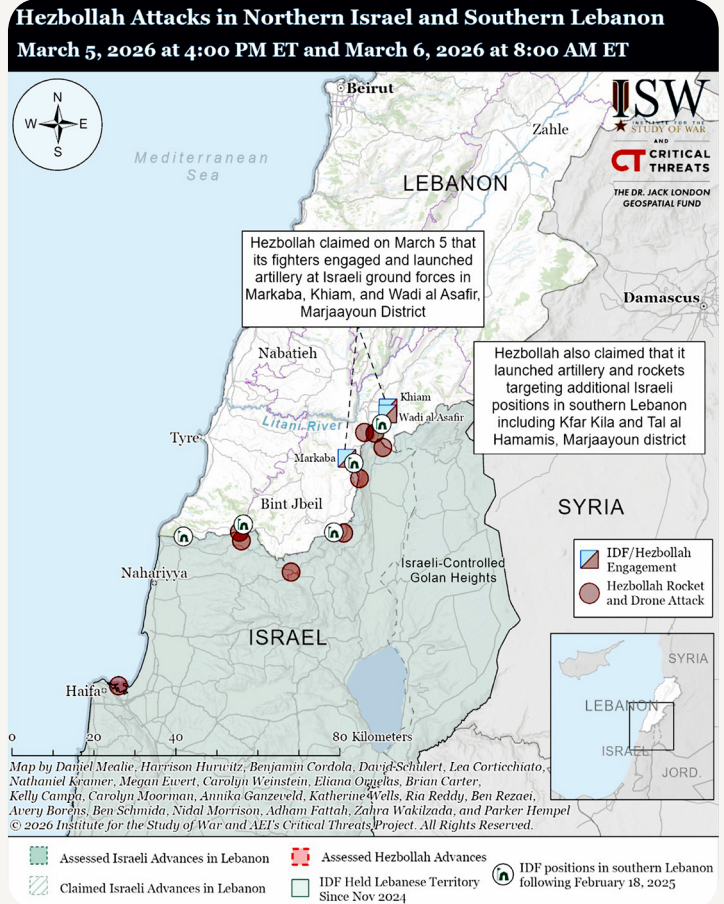 Hezbollah Attacks in Northern Israel and Southern Lebanon
March 5, 2026 at 4:00 PM ET and March 6, 2026 at 8:00 AM ET
N
W E
S
Beirut
ISW
INSTITUTE FOR THE
STUDY OF WAR
AND
CT CRITICAL
THREATS
THE DR. JACK LONDON
GEOSPATIAL FUND
Zahle
Mediterranean
Sea
LEBANON
Hezbollah claimed on March 5 that
its fighters engaged and launched
artillery at Israeli ground forces in
Markaba, Khiam, and Wadi al Asafir,
Marjaayoun District
Damascus
Nabatieh
Hezbollah also claimed that it
launched artillery and rockets
targeting additional Israeli
positions in southern Lebanon
including Kfar Kila and Tal al
Hamamis, Marjaayoun district
Khiam
Wadi al Asafir
Litani River
Tyre
Markaba
Bint Jbeil
SYRIA
IDF/Hezbollah
Engagement
Hezbollah Rocket
and Drone Attack
Israeli-Controlled
Golan Heights
Nahariyya
ISRAEL
Haifa
SYRIA
LEBANON
ISRAEL
JORD.
0 20 40 80 Kilometers
Map by Daniel Mealie, Harrison Hurwitz, Benjamin Cordola, David Schulert, Lea Corticchiato,
Nathaniel Kramer, Megan Ewert, Carolyn Weinstein, Eliana Ornelas, Brian Carter,
Kelly Campa, Carolyn Moorman, Annika Ganzeveld, Katherine Wells, Ria Reddy, Ben Rezaei,
Avery Borens, Ben Schmida, Nidal Morrison, Adham Fattah, Zahra Wakilzada, and Parker Hempel
© 2026 Institute for the Study of War and AEI's Critical Threats Project. All Rights Reserved.
Assessed Israeli Advances in Lebanon
Claimed Israeli Advances in Lebanon
Assessed Hezbollah Advances
IDF Held Lebanese Territory
Since Nov 2024
IDF positions in southern Lebanon
following February 18, 2025